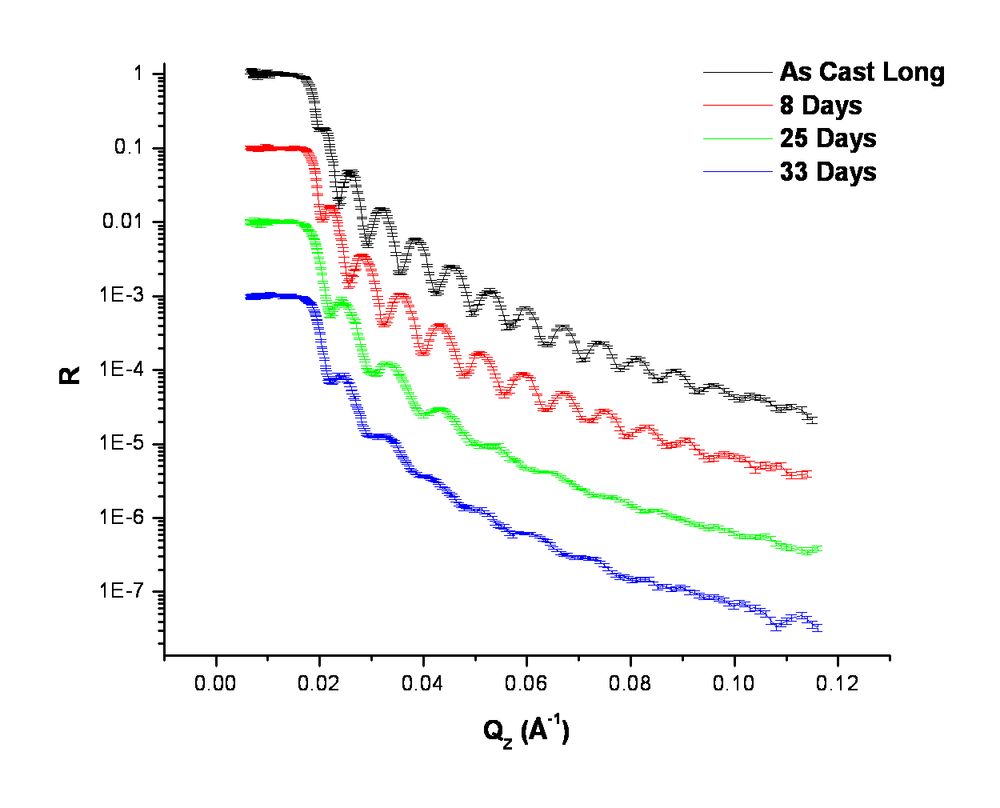 As Cast Long
8 Days
25 Days
33 Days
1
0.1
0.01
1E-3
1E-4
1E-5
1E-6
1E-7
R
0.00 0.02 0.04 0.06 0.08 0.10 0.12
Qz (A-1)